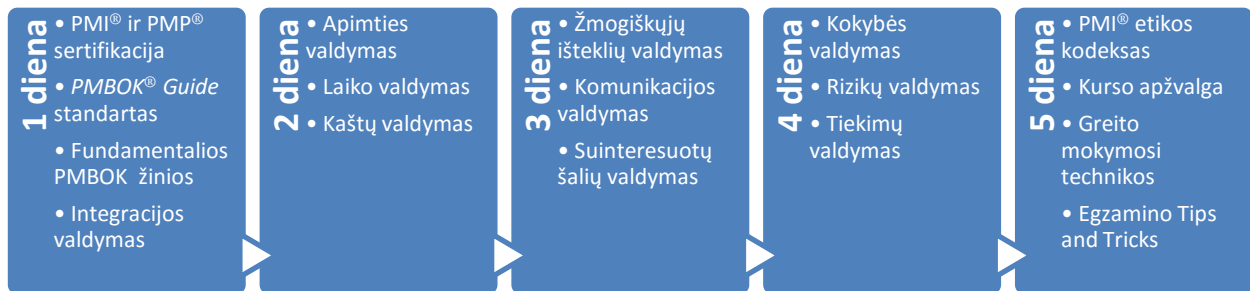 1 diena
• PMI® ir PMP®
sertifikacija
• PMBOK® Guide
standartas
• Fundamentalios
PMBOK žinios
• Integracijos
valdymas
2 diena
• Apimties
valdymas
• Laiko valdymas
• Kaštų valdymas
3 diena
• Žmogiškųjų
išteklių valdymas
• Komunikacijos
valdymas
• Suinteresuotų
šalių valdymas
4 diena
• Kokybės
valdymas
• Rizikų valdymas
• Tiekimų
valdymas
5 diena
• PMI® etikos
kodeksas
• Kurso apžvalga
• Greito
mokymosi
technikos
• Egzamino Tips
and Tricks